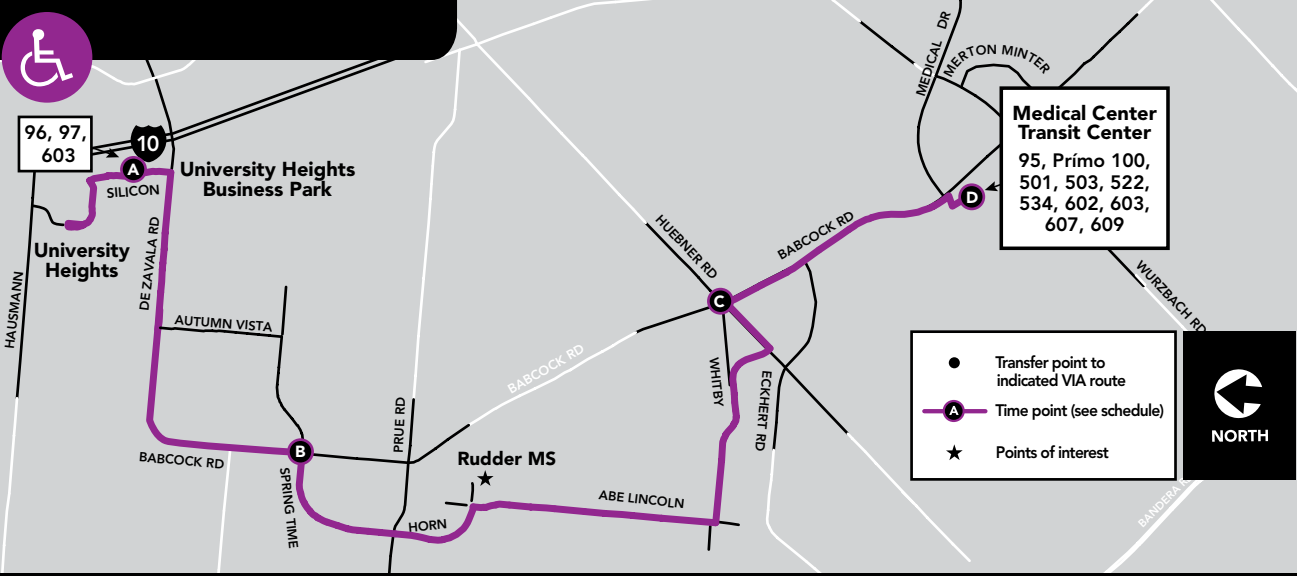 MEDICAL DR
MERTON MINTER
96, 97,
603
10
A
SILICON
University Heights
Business Park
University
Heights
HAUSMANN
DE ZAVALA RD
AUTUMN VISTA
BABCOCK RD
B
SPRING TIME
PRUE RD
HORN
Rudder MS
ABE LINCOLN
BABCOCK RD
HUEBNER RD
C
WHITBY
ECKHERT RD
BABCOCK RD
D
Medical Center
Transit Center
95, Prímo 100,
501, 503, 522,
534, 602, 603,
607, 609
WURZBACH RD
Transfer point to
indicated VIA route
A
Time point (see schedule)
Points of interest
NORTH
BANDERA